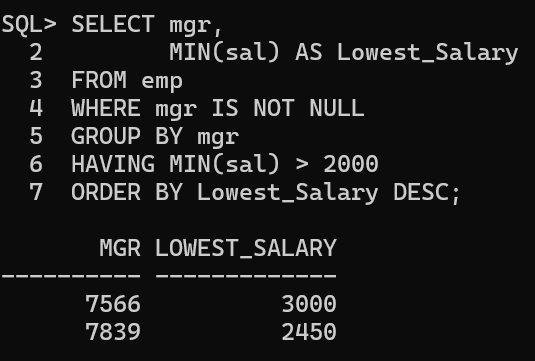 SQL> SELECT mgr,
  2         MIN(sal) AS Lowest_Salary
  3  FROM emp
  4  WHERE mgr IS NOT NULL
  5  GROUP BY mgr
  6  HAVING MIN(sal) > 2000
  7  ORDER BY Lowest_Salary DESC;

       MGR LOWEST_SALARY
---------- -------------
      7566          3000
      7839          2450